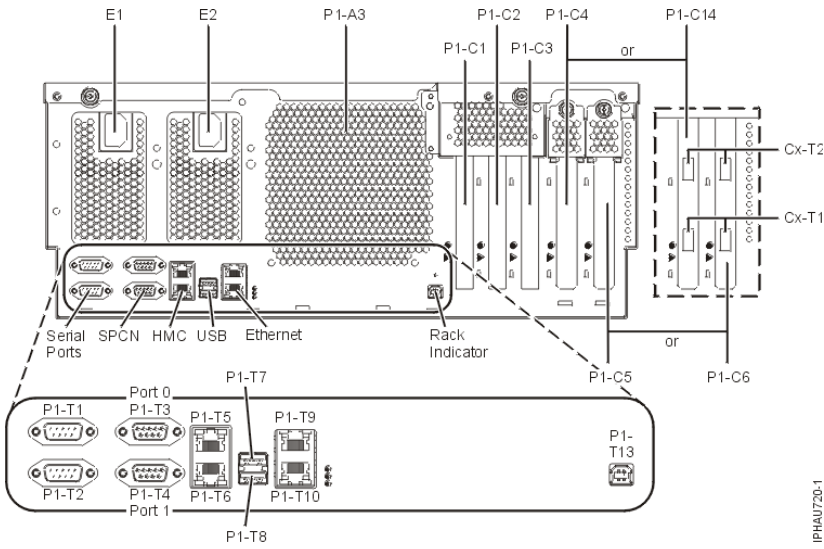 E1
E2
P1-A3
P1-C2
P1-C4
P1-C14
P1-C1
P1-C3
or
Cx-T2
Cx-T1
Serial
Ports
SPCN
HMC
USB
Ethernet
Rack
Indicator
or
P1-T7
P1-C5
P1-C6
Port 0
P1-T1
P1-T3
P1-T5
P1-T9
P1-
T13
P1-T2
P1-T4
P1-T6
P1-T10
Port 1
P1-T8
IPHAU720-1